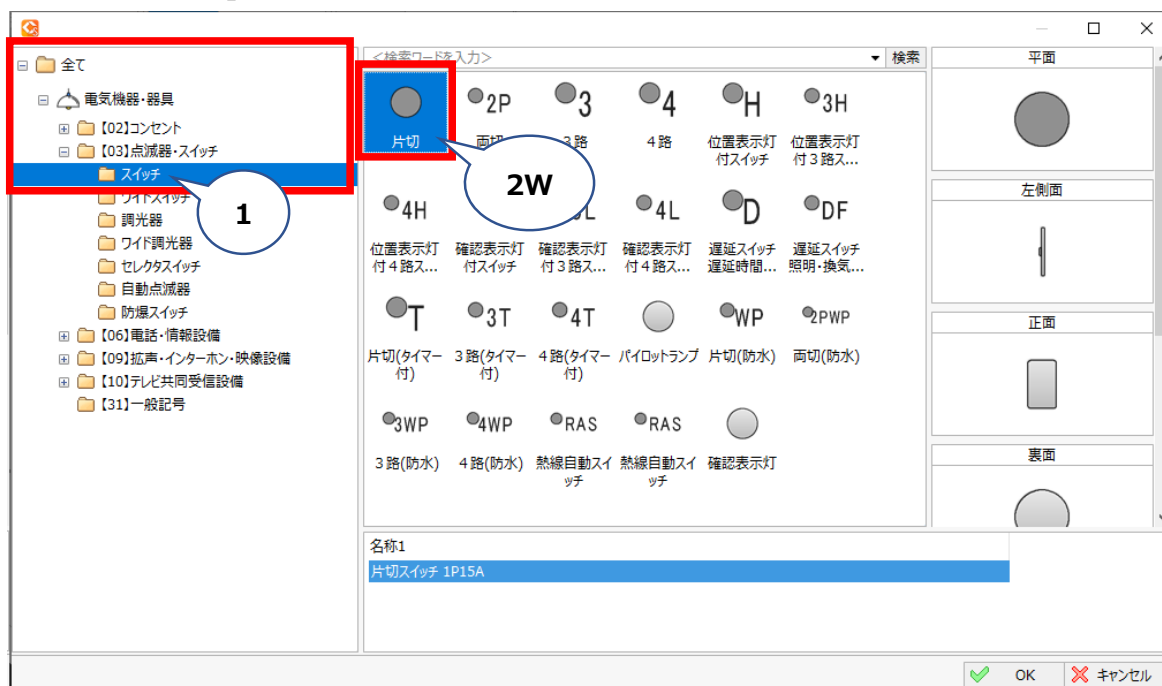 <検索ワードを入力>
検索
全て
電気機器・器具
【02】コンセント
【03】点滅器・スイッチ
スイッチ
ワイドスイッチ
調光器
ワイド調光器
セレクタスイッチ
自動点滅器
防爆スイッチ
【06】電話・情報設備
【09】拡声・インターホン・映像設備
【10】テレビ共同受信設備
【31】一般記号
1
2W
2P
3
4
H
3H
片切
両切
3路
4路
位置表示灯
付スイッチ
位置表示灯
付3路ス...
4H
3L
4L
D
DF
位置表示灯
付4路ス...
確認表示灯
付スイッチ
確認表示灯
付3路ス...
確認表示灯
付4路ス...
遅延スイッチ
遅延時間...
遅延スイッチ
照明・換気...
T
3T
4T
WP
2PWP
片切(タイマー
付)
3路(タイマー
付)
4路(タイマー
付)
パイロットランプ
片切(防水)
両切(防水)
3WP
4WP
RAS
RAS
3路(防水)
4路(防水)
熱線自動スイ
ッチ
熱線自動スイ
ッチ
確認表示灯
平面
左側面
正面
裏面
名称1
片切スイッチ 1P15A
OK
キャンセル